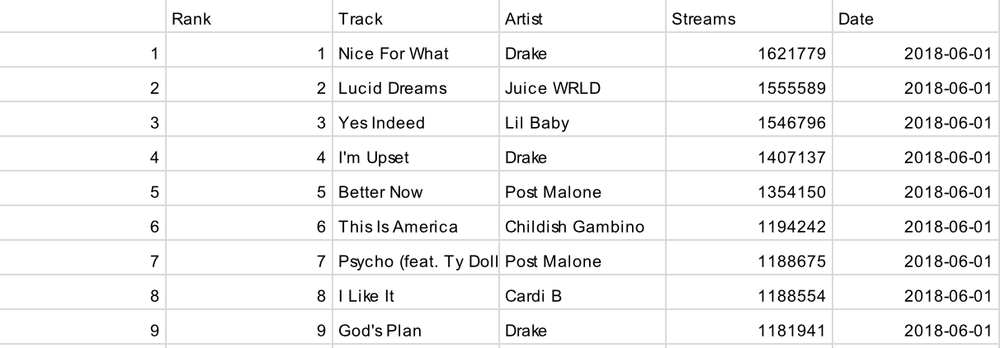 Rank Track Artist Streams Date
1 1 Nice For What Drake 1621779 2018-06-01
2 2 Lucid Dreams Juice WRLD 1555589 2018-06-01
3 3 Yes Indeed Lil Baby 1546796 2018-06-01
4 4 I'm Upset Drake 1407137 2018-06-01
5 5 Better Now Post Malone 1354150 2018-06-01
6 6 This Is America Childish Gambino 1194242 2018-06-01
7 7 Psycho (feat. Ty Doll Post Malone 1188675 2018-06-01
8 8 I Like It Cardi B 1188554 2018-06-01
9 9 God's Plan Drake 1181941 2018-06-01